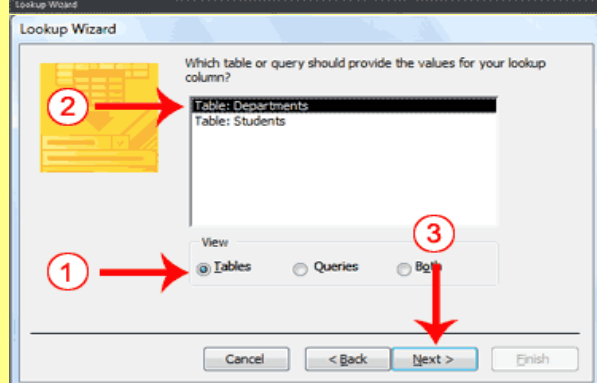 Lookup Wizard
Lookup Wizard
Which table or query should provide the values for your lookup
column?
2
Table: Departments
Table: Students
3
View
1
Tables
Queries
Both
Cancel
< Back
Next >
Finish